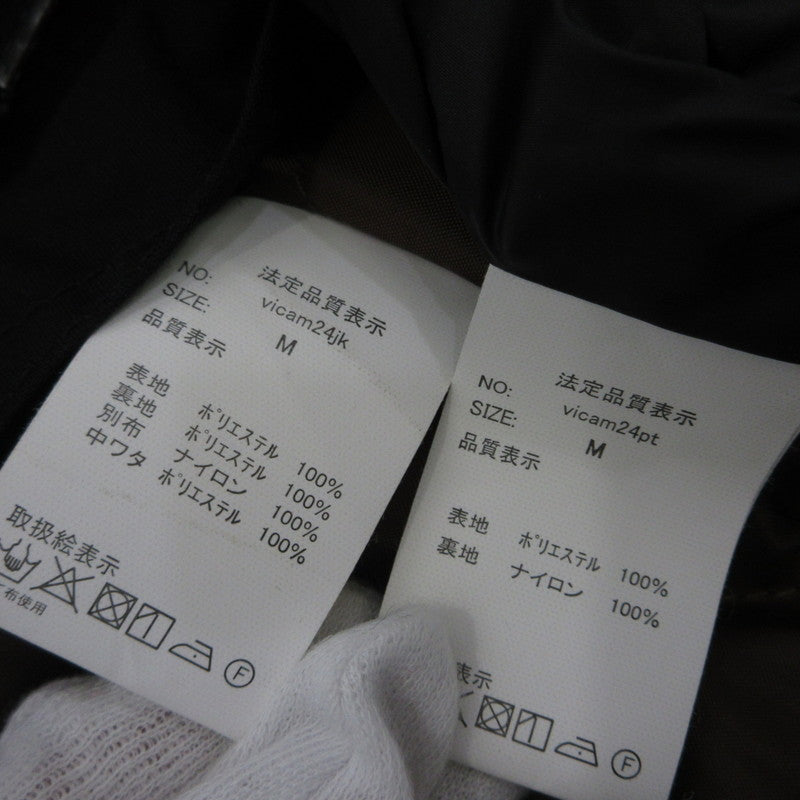 法定品質表示
NO: vicam24jk
SIZE: M
品質表示
表地 ポリエステル 100%
裏地 ポリエステル 100%
別布 ナイロン 100%
中ワタ ポリエステル 100%
取扱絵表示
布使用
F
法定品質表示
NO: vicam24pt
SIZE: M
品質表示
表地 ポリエステル 100%
裏地 ナイロン 100%
表示
F